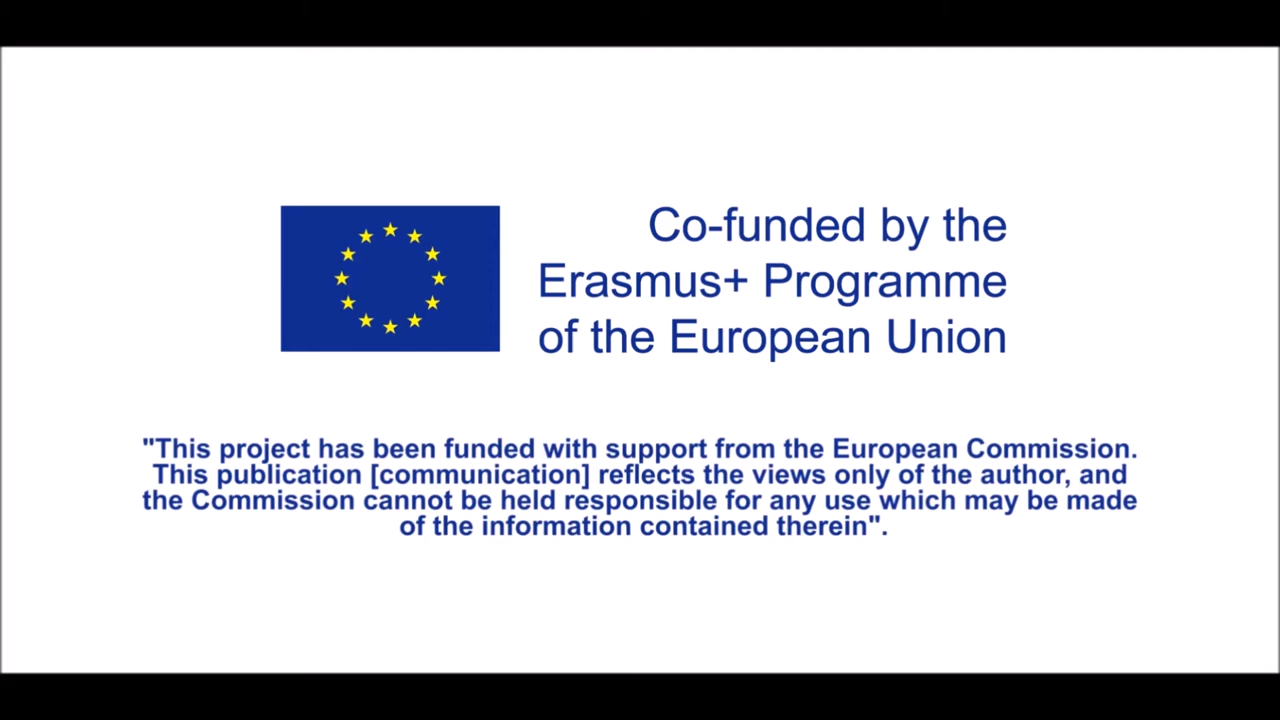 Co-funded by the
Erasmus+ Programme
of the European Union
"This project has been funded with support from the European Commission.
This publication [communication] reflects the views only of the author, and
the Commission cannot be held responsible for any use which may be made
of the information contained therein".